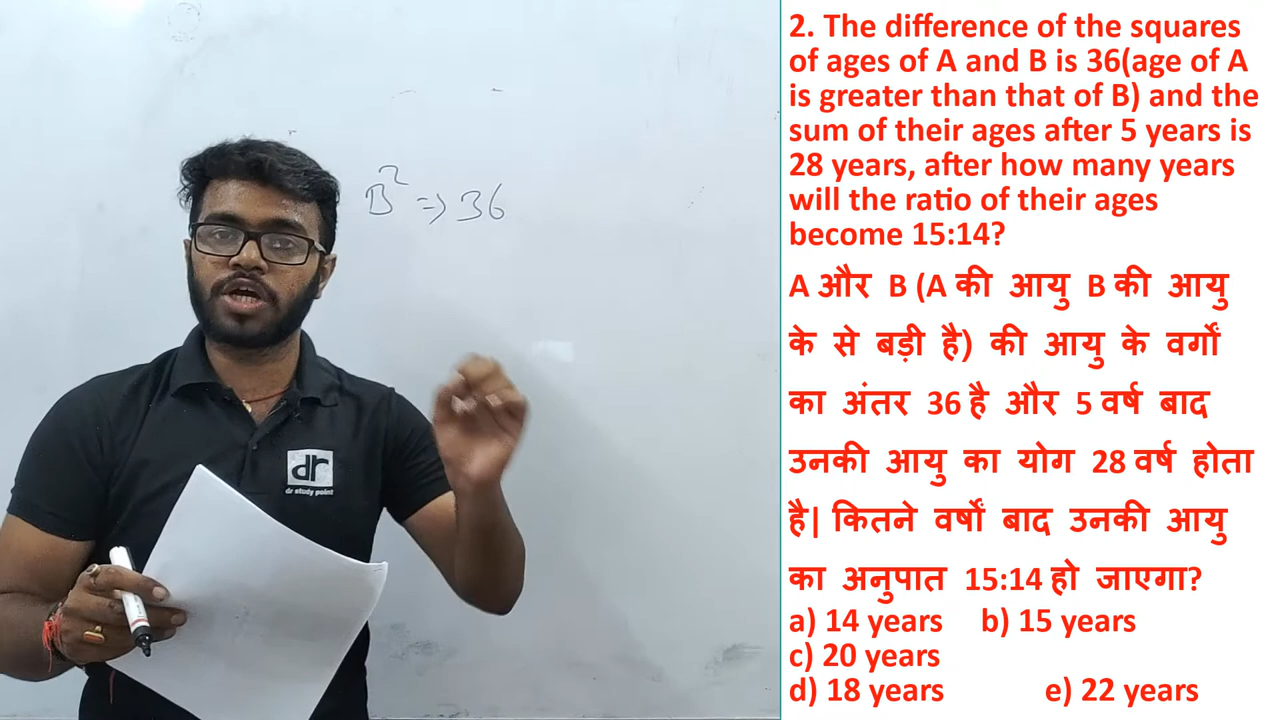 B² => 36
dr
dr study point
2. The difference of the squares
of ages of A and B is 36(age of A
is greater than that of B) and the
sum of their ages after 5 years is
28 years, after how many years
will the ratio of their ages
become 15:14?
A और B (A की आयु B की आयु
के से बड़ी है) की आयु के वर्गों
का अंतर 36 है और 5 वर्ष बाद
उनकी आयु का योग 28 वर्ष होता
है| कितने वर्षों बाद उनकी आयु
का अनुपात 15:14 हो जाएगा?
a) 14 years b) 15 years
c) 20 years
d) 18 years e) 22 years